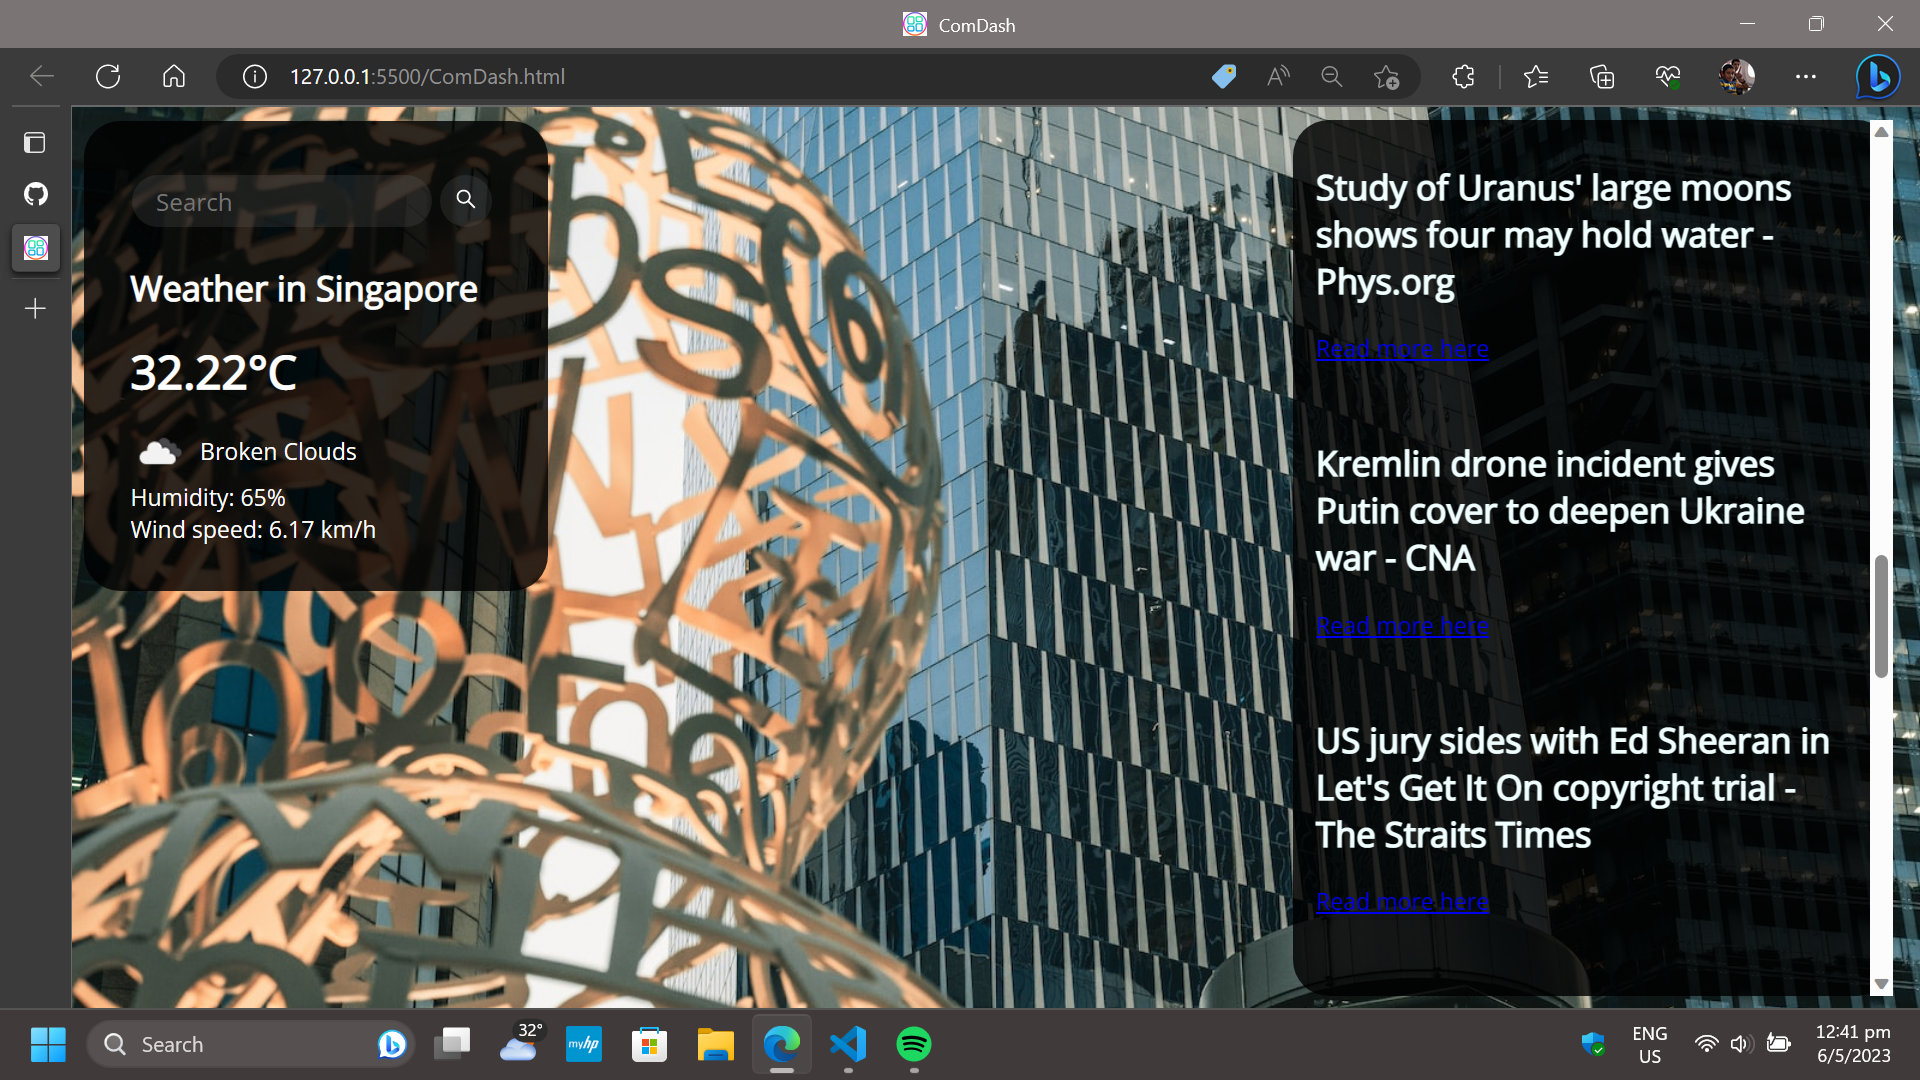 ComDash
127.0.0.1:5500/ComDash.html
Search
Weather in Singapore
32.22°C
Broken Clouds
Humidity: 65%
Wind speed: 6.17 km/h
Study of Uranus' large moons
shows four may hold water -
Phys.org
Read more here
Kremlin drone incident gives
Putin cover to deepen Ukraine
war - CNA
Read more here
US jury sides with Ed Sheeran in
Let's Get It On copyright trial -
The Straits Times
Read more here
Search
32°
myhp
ENG
US
12:41 pm
6/5/2023